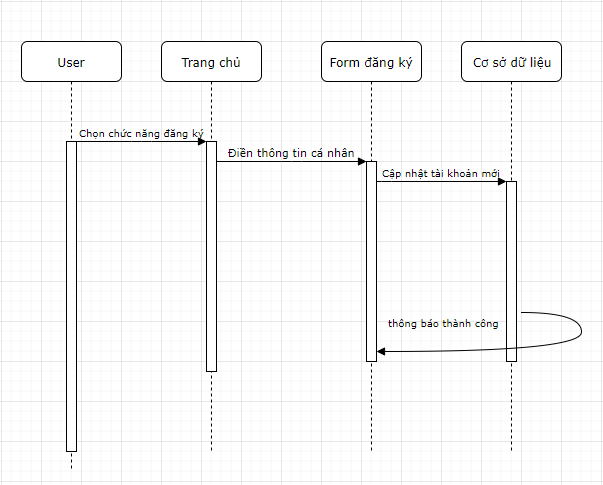 User
Trang chủ
Form đăng ký
Cơ sở dữ liệu
Chọn chức năng đăng ký
Điền thông tin cá nhân
Cập nhật tài khoản mới
thông báo thành công